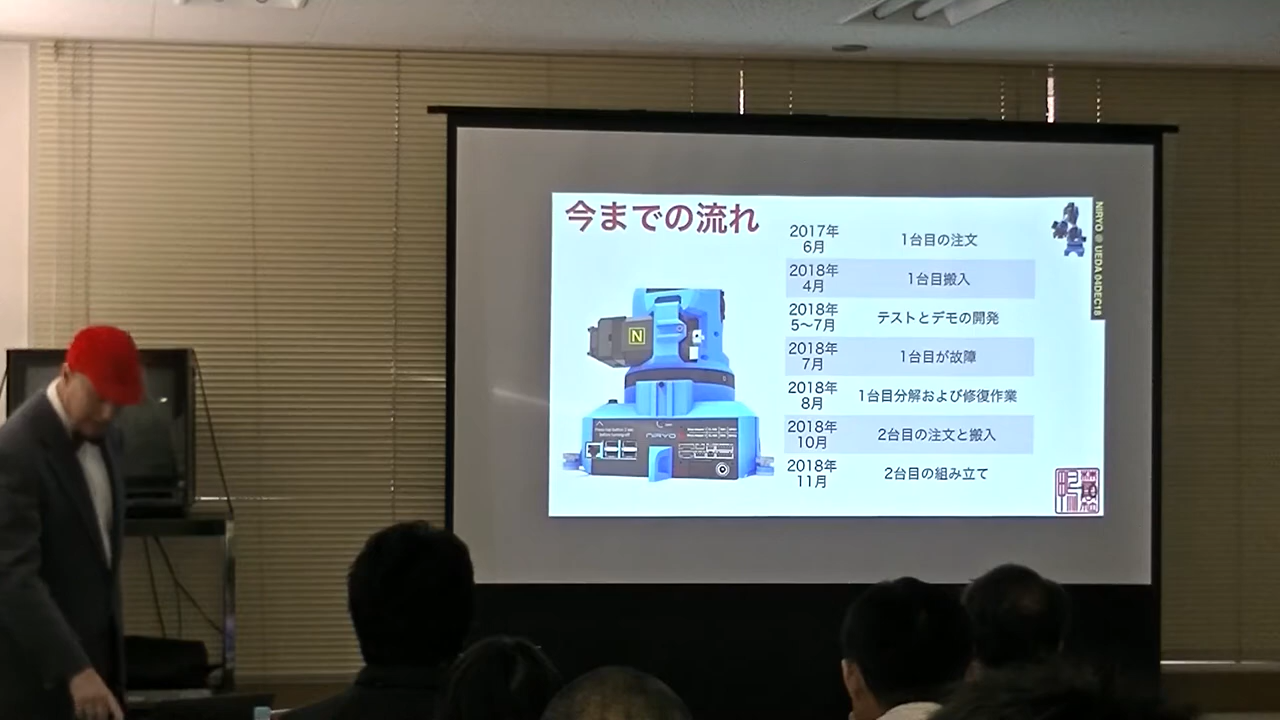 今までの流れ
2017年
6月
1台目の注文
2018年
4月
1台目搬入
2018年
5〜7月
テストとデモの開発
2018年
7月
1台目が故障
2018年
8月
1台目分解および修復作業
2018年
10月
2台目の注文と搬入
2018年
11月
2台目の組み立て
NIRYO @ UEDA 04DEC18
N
NIRYO